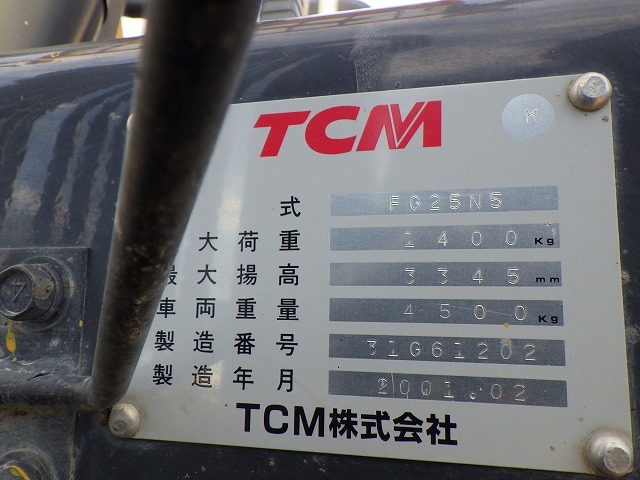 TCM
K
式 FG25N5
大荷重 1400 Kg
最大揚高 3345 mm
車両重量 4500 Kg
製造番号 31G61202
製造年月 2001.02
TCM株式会社